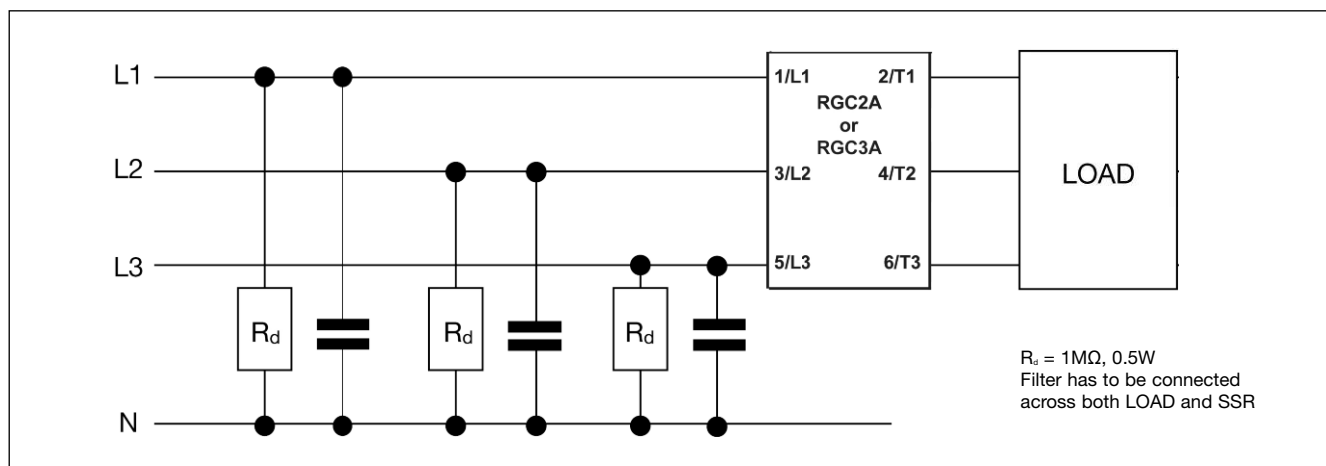 L1
1/L1 2/T1
RGC2A
or
RGC3A
L2
3/L2 4/T2
LOAD
L3
5/L3 6/T3
Rd
Rd
Rd
Rd = 1MΩ, 0.5W
Filter has to be connected
across both LOAD and SSR
N